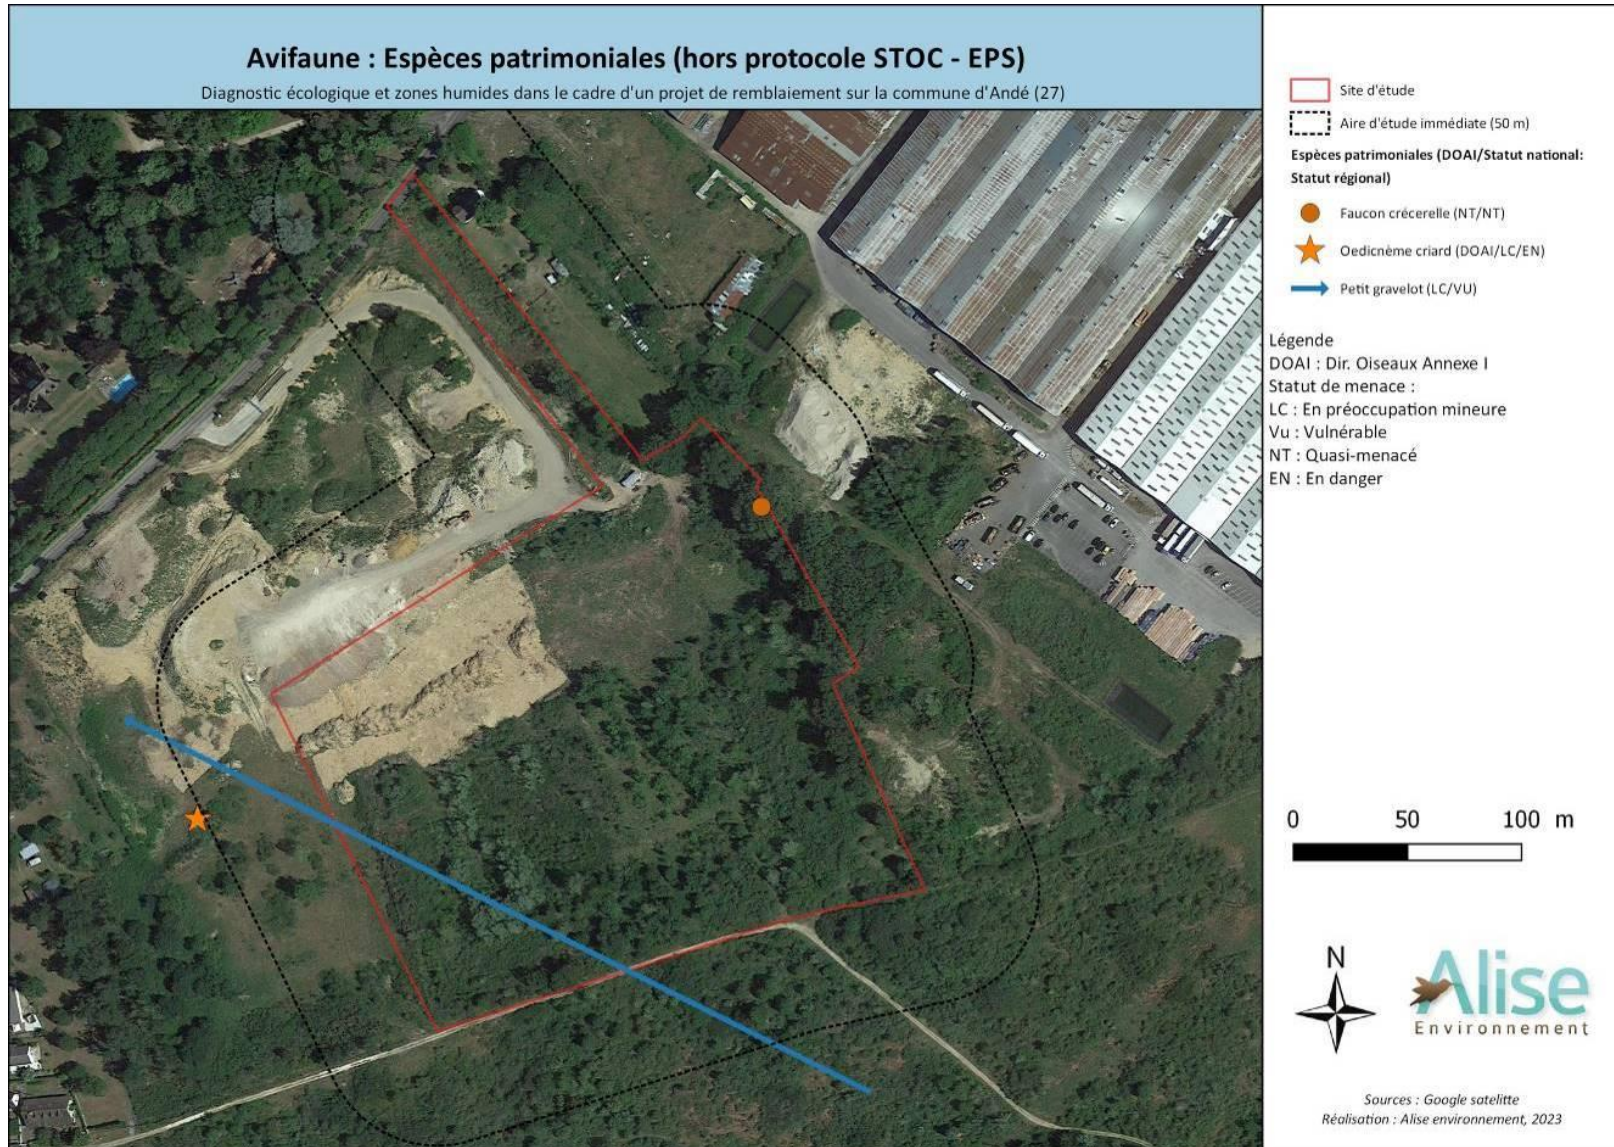 Avifaune : Espèces patrimoniales (hors protocole STOC - EPS)
Diagnostic écologique et zones humides dans le cadre d'un projet de remblaiement sur la commune d'Andé (27)
Site d'étude
Aire d'étude immédiate (50 m)
Espèces patrimoniales (DOAI/Statut national:
Statut régional)
Faucon crécerelle (NT/NT)
Oedicnème criard (DOAI/LC/EN)
Petit gravelot (LC/VU)
Légende
DOAI : Dir. Oiseaux Annexe I
Statut de menace :
LC : En préoccupation mineure
Vu : Vulnérable
NT : Quasi-menacé
EN : En danger
0 50 100 m
N
Alise
Environnement
Sources : Google satelitte
Réalisation : Alise environnement, 2023